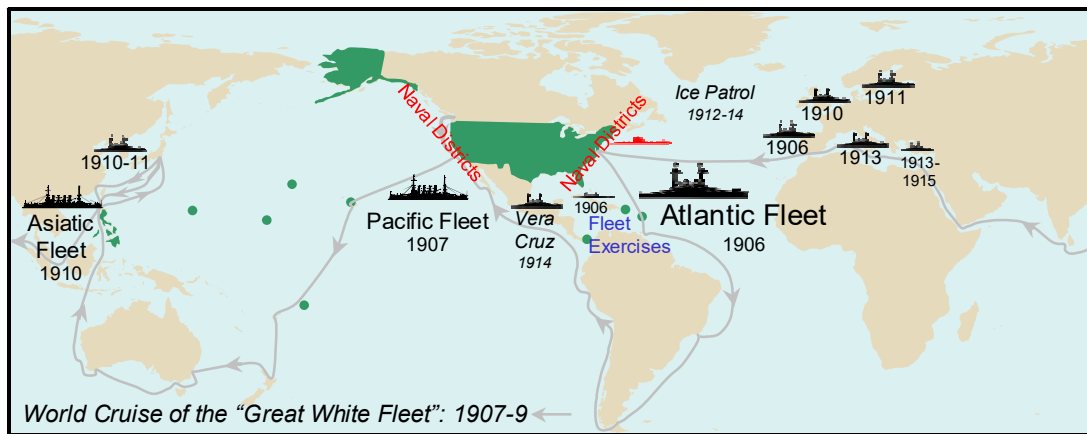 Naval Districts
Naval Districts
Ice Patrol
1912-14
1910
1911
1906
1913
1913-
1915
1910-11
Asiatic
Fleet
1910
Pacific Fleet
1907
Vera
Cruz
1914
1906
Fleet
Exercises
Atlantic Fleet
1906
World Cruise of the “Great White Fleet”: 1907-9